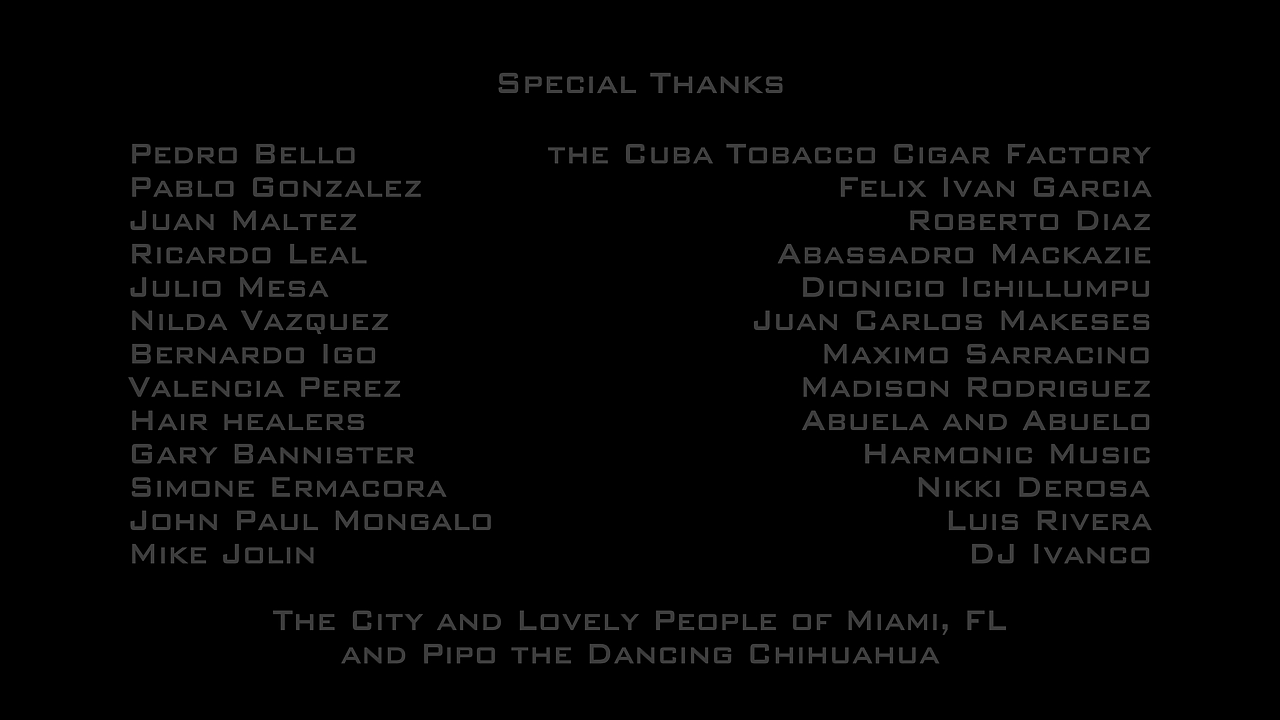 Special Thanks
Pedro Bello the Cuba Tobacco Cigar Factory
Pablo Gonzalez Felix Ivan Garcia
Juan Maltez Roberto Diaz
Ricardo Leal Abassadro Mackazie
Julio Mesa Dionicio Ichillumpu
Nilda Vazquez Juan Carlos Makeses
Bernardo Igo Maximo Sarracino
Valencia Perez Madison Rodriguez
Hair healers Abuela and Abuelo
Gary Bannister Harmonic Music
Simone Ermacora Nikki Derosa
John Paul Mongalo Luis Rivera
Mike Jolin DJ Ivanco
The City and Lovely People of Miami, FL
and Pipo the Dancing Chihuahua